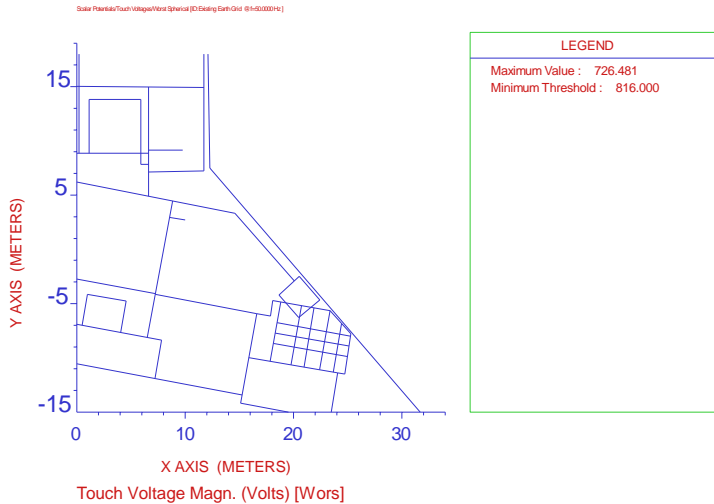 Scalar Potentials/Touch Voltages/Worst Spherical [ID:Existing Earth Grid @ f=50.0000 Hz ]
LEGEND
Maximum Value : 726.481
Minimum Threshold : 816.000
15
5
-5
-15
Y AXIS (METERS)
0 10 20 30
X AXIS (METERS)
Touch Voltage Magn. (Volts) [Wors]